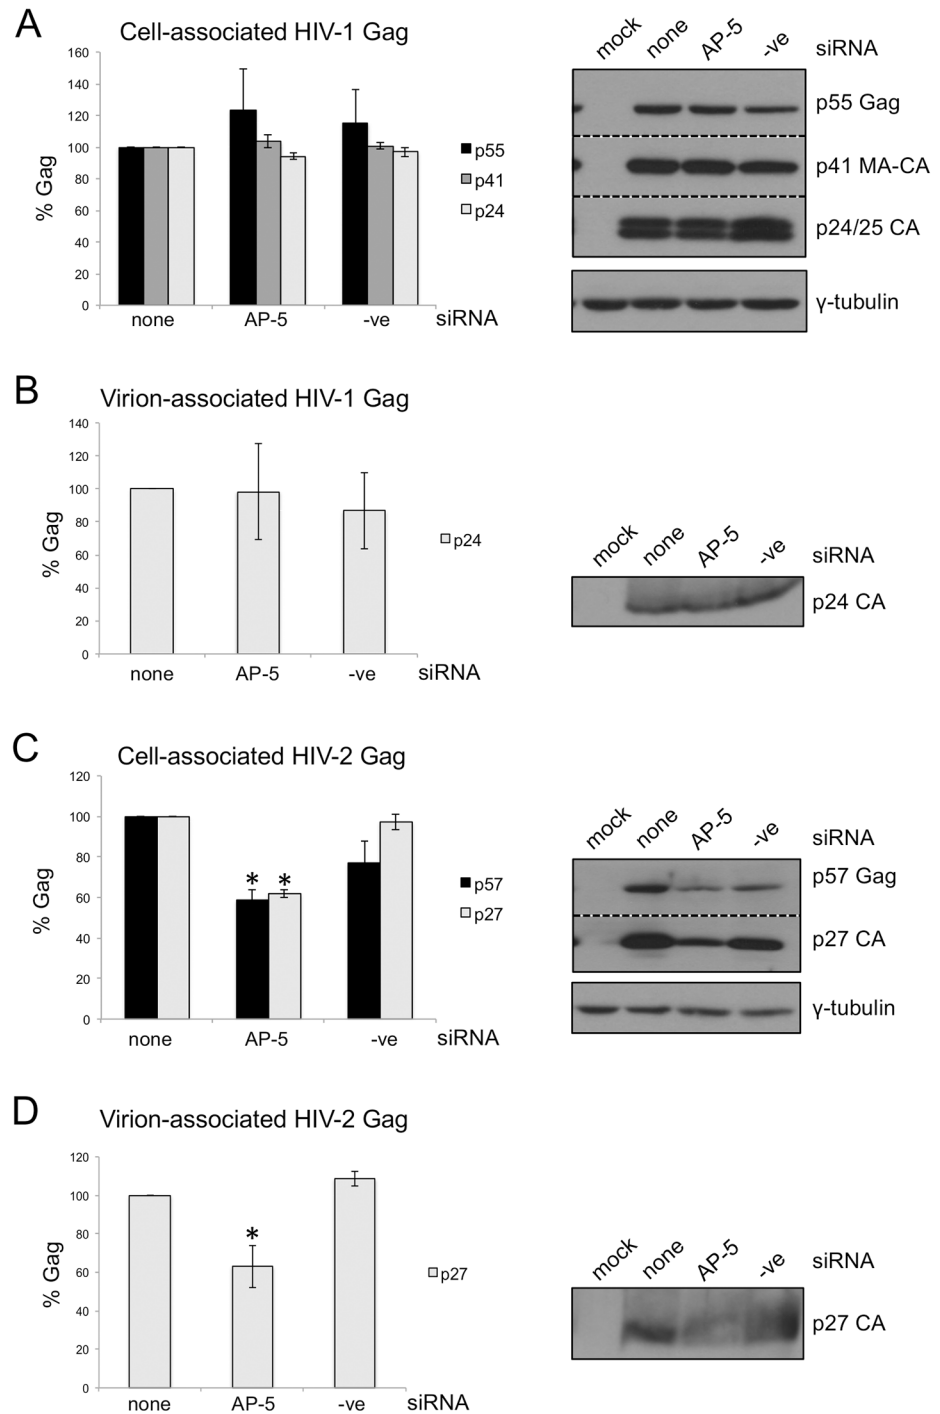 A
Cell-associated HIV-1 Gag
160
140
120
100
80
60
40
20
0
% Gag
none
AP-5
-ve
siRNA
p55
p41
p24
mock
none
AP-5
-ve
siRNA
p55 Gag
p41 MA-CA
p24/25 CA
γ-tubulin
B
Virion-associated HIV-1 Gag
140
120
100
80
60
40
20
0
% Gag
none
AP-5
-ve
siRNA
p24
mock
none
AP-5
-ve
siRNA
p24 CA
C
Cell-associated HIV-2 Gag
120
100
80
60
40
20
0
% Gag
* *
none
AP-5
-ve
siRNA
p57
p27
mock
none
AP-5
-ve
siRNA
p57 Gag
p27 CA
γ-tubulin
D
Virion-associated HIV-2 Gag
120
100
80
60
40
20
0
% Gag
*
none
AP-5
-ve
siRNA
p27
mock
none
AP-5
-ve
siRNA
p27 CA